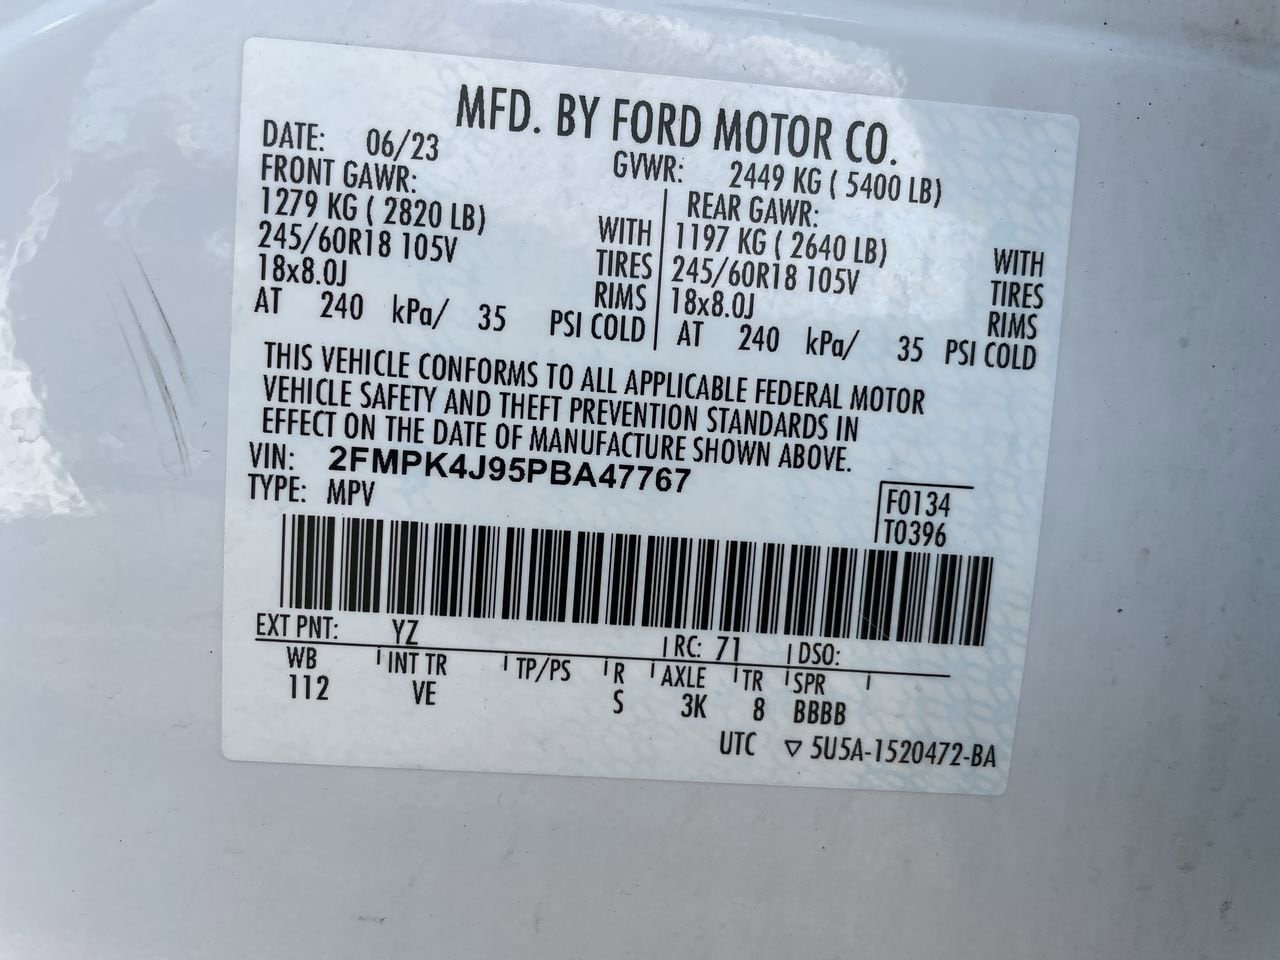 MFD. BY FORD MOTOR CO.
DATE: 06/23 GVWR: 2449 KG ( 5400 LB)
FRONT GAWR: REAR GAWR:
1279 KG ( 2820 LB) WITH 1197 KG ( 2640 LB) WITH
245/60R18 105V TIRES 245/60R18 105V TIRES
18x8.0J RIMS 18x8.0J RIMS
AT 240 kPa/ 35 PSI COLD AT 240 kPa/ 35 PSI COLD
THIS VEHICLE CONFORMS TO ALL APPLICABLE FEDERAL MOTOR
VEHICLE SAFETY AND THEFT PREVENTION STANDARDS IN
EFFECT ON THE DATE OF MANUFACTURE SHOWN ABOVE.
VIN: 2FMPK4J95PBA47767
TYPE: MPV
F0134
T0396
EXT PNT: YZ RC: 71 DSO:
WB INT TR TP/PS R AXLE TR SPR
112 VE S 3K 8 BBBB
UTC ▽ 5U5A-1520472-BA